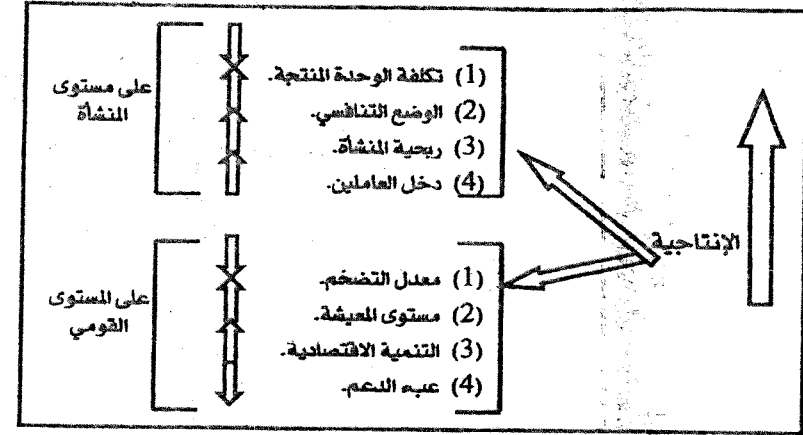 (1) تكلفة الوحدة المنتجة.
(2) الوضع التنافسي.
(3) ربحية المنشأة.
(4) دخل العاملين.
على مستوى
المنشأة
الإنتاجية
(1) معدل التضخم.
(2) مستوى المعيشة.
(3) التنمية الاقتصادية.
(4) عبء الدعم.
على المستوى
القومي